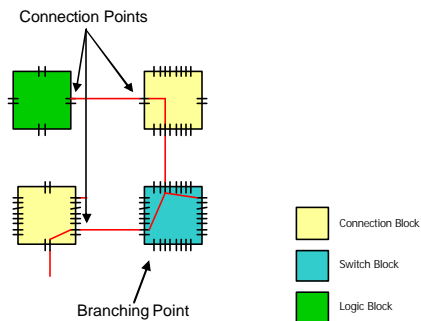 Connection Points
Connection Block
Switch Block
Branching Point
Logic Block